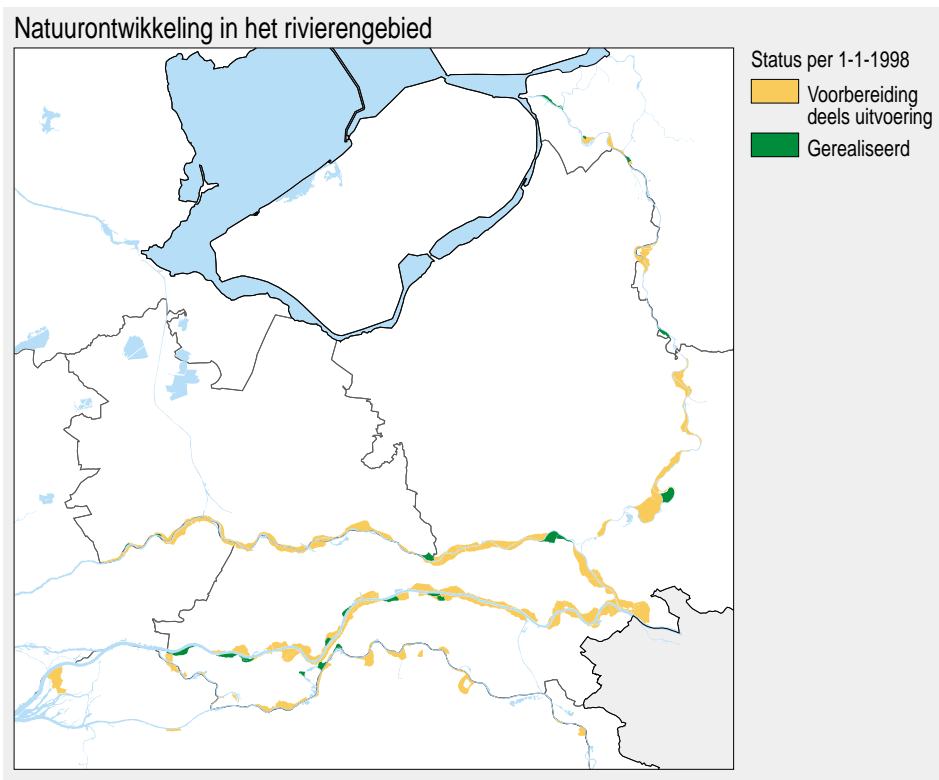 Natuurontwikkeling in het rivierengebied
Status per 1-1-1998
Voorbereiding
deels uitvoering
Gerealiseerd